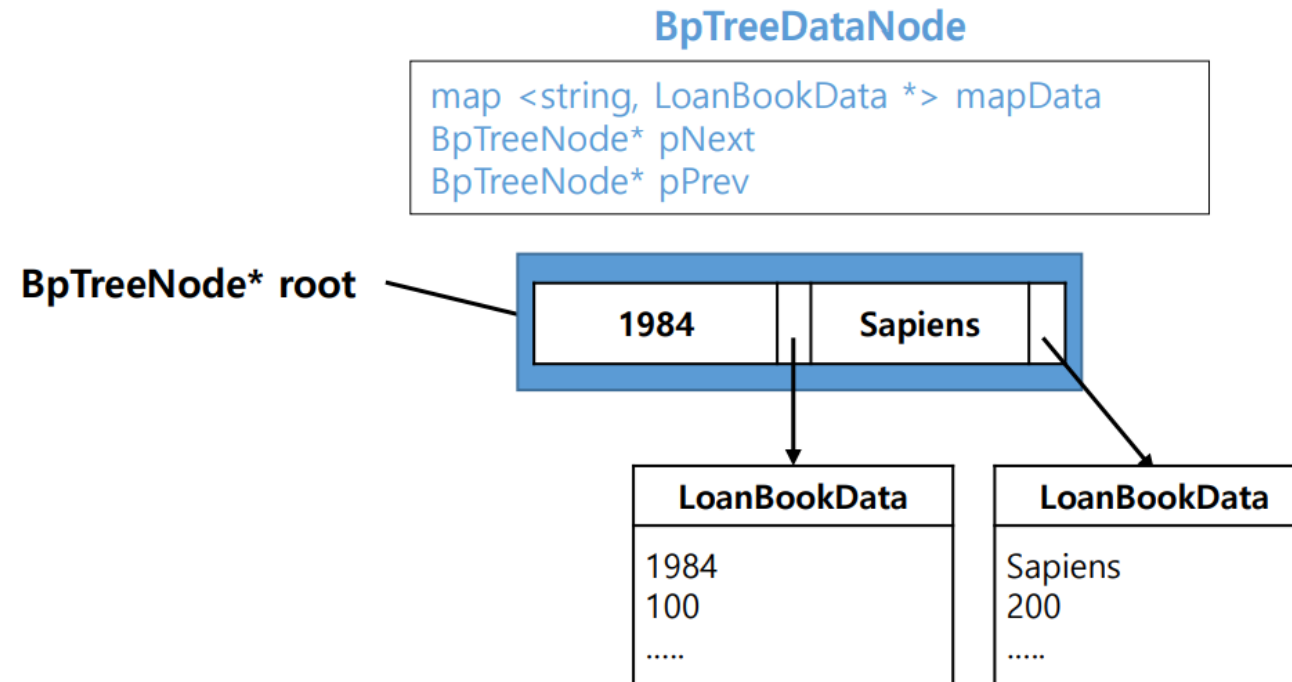 BpTreeDataNode
map <string, LoanBookData *> mapData
BpTreeNode* pNext
BpTreeNode* pPrev
BpTreeNode* root
1984
Sapiens
LoanBookData
1984
100
.....
LoanBookData
Sapiens
200
.....